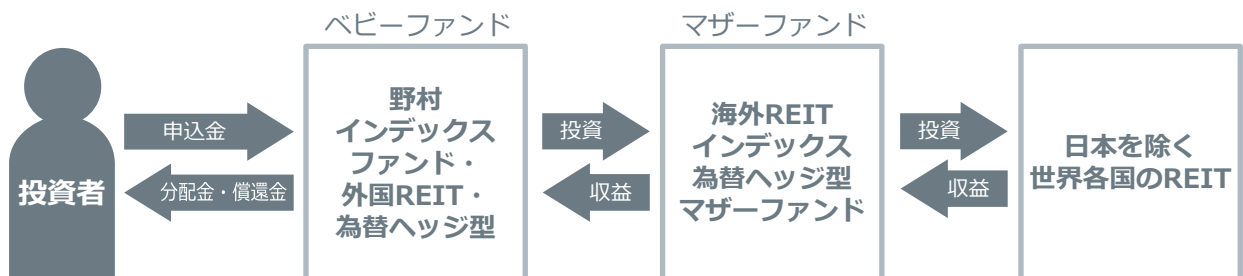 ベビーファンド
マザーファンド
投資者
申込金
分配金・償還金
野村
インデックス
ファンド・
外国REIT・
為替ヘッジ型
投資
収益
海外REIT
インデックス
為替ヘッジ型
マザーファンド
投資
収益
日本を除く
世界各国のREIT